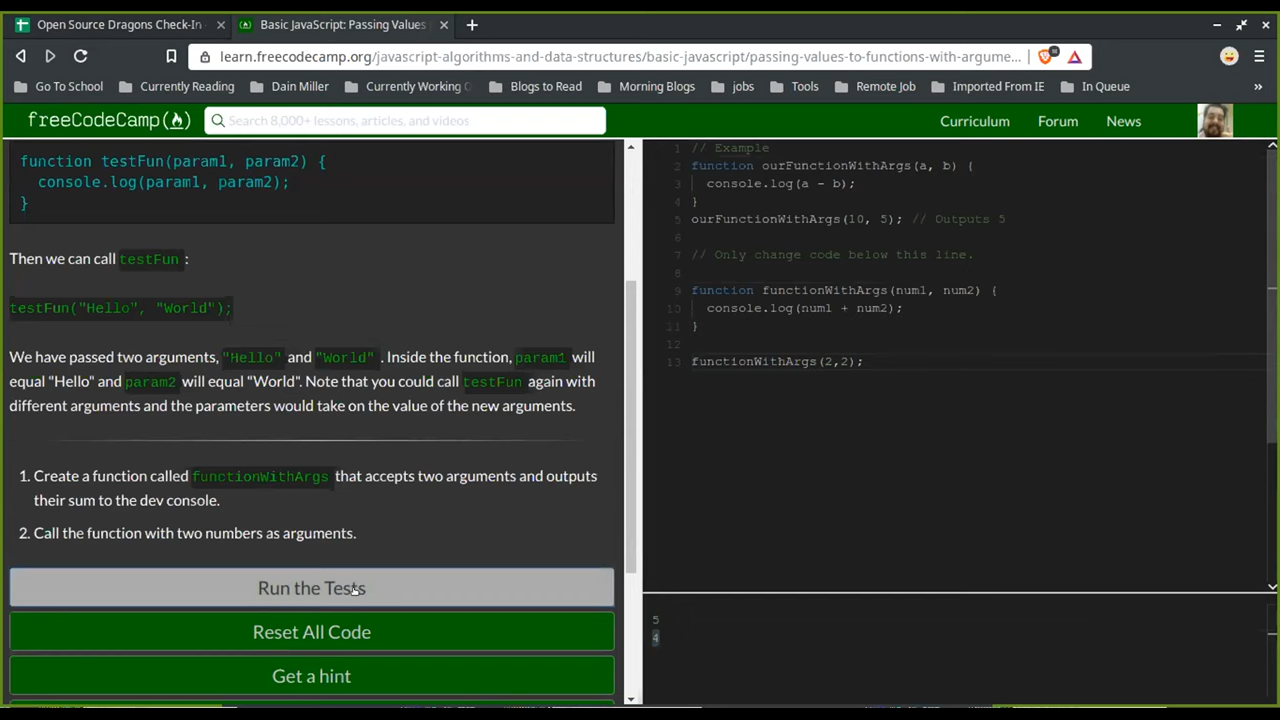 Open Source Dragons Check-In
Basic JavaScript: Passing Values
learn.freecodecamp.org/javascript-algorithms-and-data-structures/basic-javascript/passing-values-to-functions-with-argume...
Go To School
Currently Reading
Dain Miller
Currently Working
Blogs to Read
Morning Blogs
jobs
Tools
Remote Job
Imported From IE
In Queue
»
freeCodeCamp
Search 8,000+ lessons, articles, and videos
Curriculum
Forum
News
function testFun(param1, param2) {
console.log(param1, param2);
}
Then we can call testFun :
testFun("Hello", "World");
We have passed two arguments, "Hello" and "World" . Inside the function, param1 will
equal "Hello" and param2 will equal "World". Note that you could call testFun again with
different arguments and the parameters would take on the value of the new arguments.
1. Create a function called functionWithArgs that accepts two arguments and outputs
their sum to the dev console.
2. Call the function with two numbers as arguments.
Run the Tests
Reset All Code
Get a hint
1 // Example
2 function ourFunctionWithArgs(a, b) {
3 console.log(a - b);
4 }
5 ourFunctionWithArgs(10, 5); // Outputs 5
6
7 // Only change code below this line.
8
9 function functionWithArgs(num1, num2) {
10 console.log(num1 + num2);
11 }
12
13 functionWithArgs(2,2);
5
4